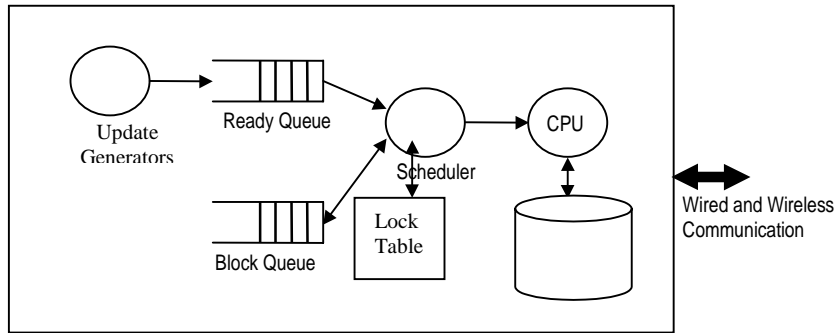 Update
Generators
Ready Queue
Block Queue
Scheduler
Lock
Table
CPU
Wired and Wireless
Communication